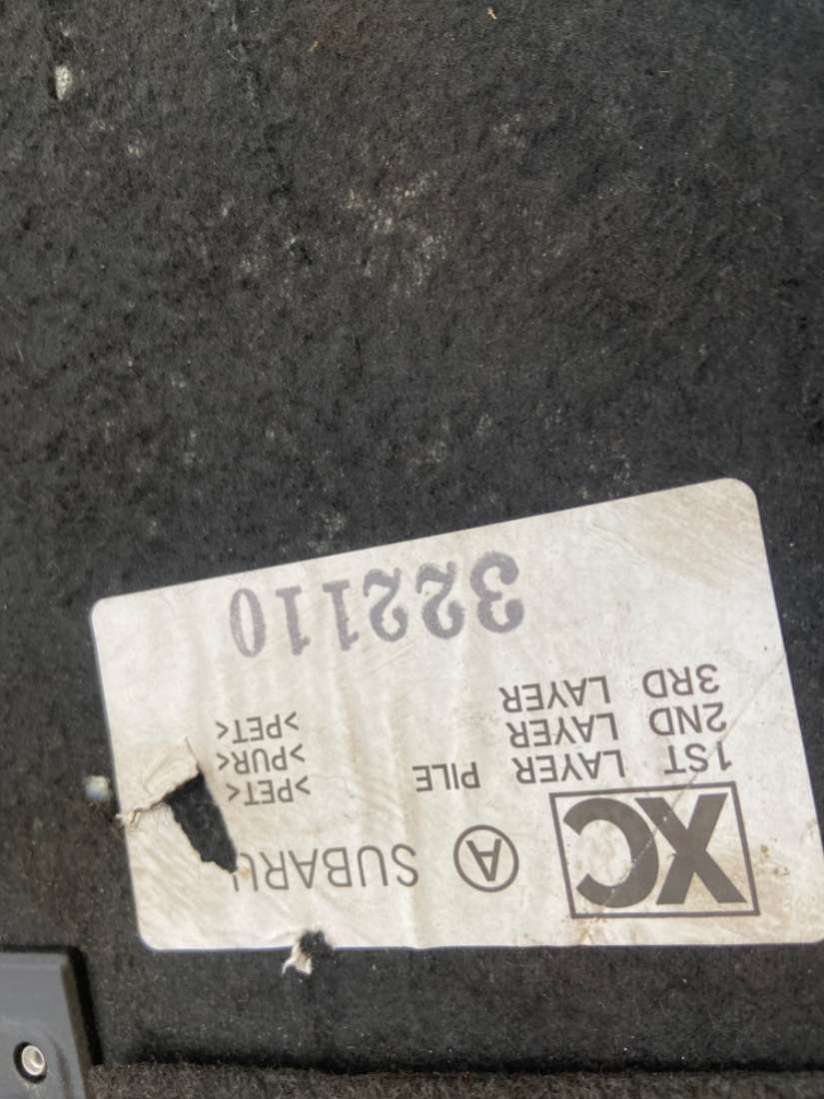 XC Ⓐ SUBARU
1ST LAYER PILE >PET<
2ND LAYER >PUR<
3RD LAYER >PET<
322110